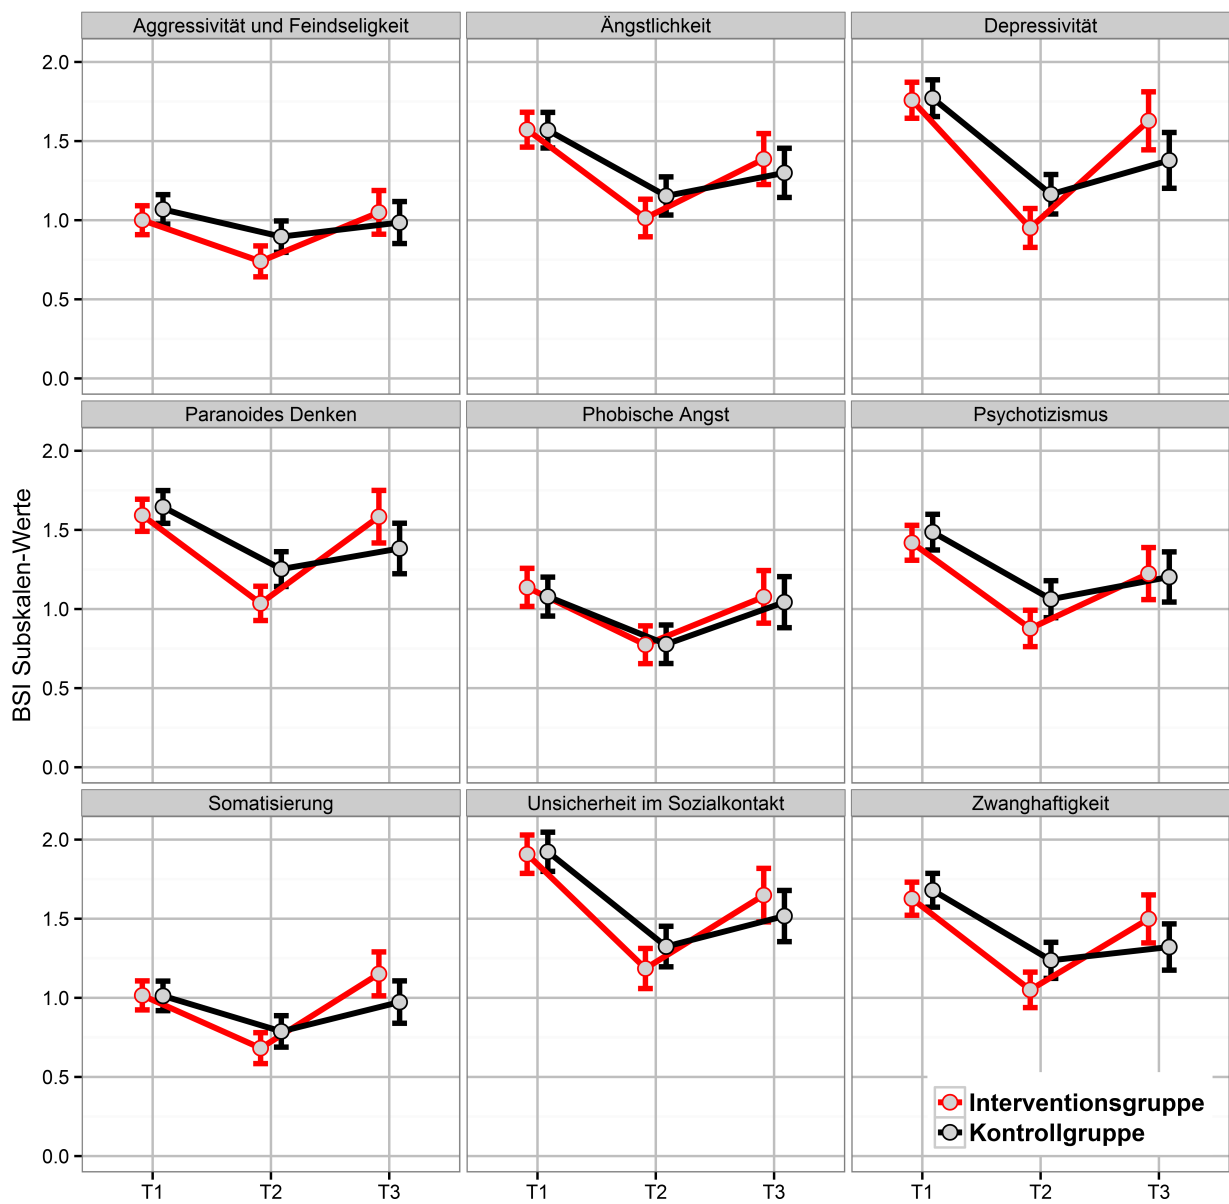 Aggressivität und Feindseligkeit
Ängstlichkeit
Depressivität
2.0
1.5
1.0
0.5
0.0
Paranoides Denken
Phobische Angst
Psychotizismus
2.0
1.5
1.0
0.5
0.0
BSI Subskalen-Werte
Somatisierung
Unsicherheit im Sozialkontakt
Zwanghaftigkeit
2.0
1.5
1.0
0.5
0.0
Interventionsgruppe
Kontrollgruppe
T1 T2 T3
T1 T2 T3
T1 T2 T3